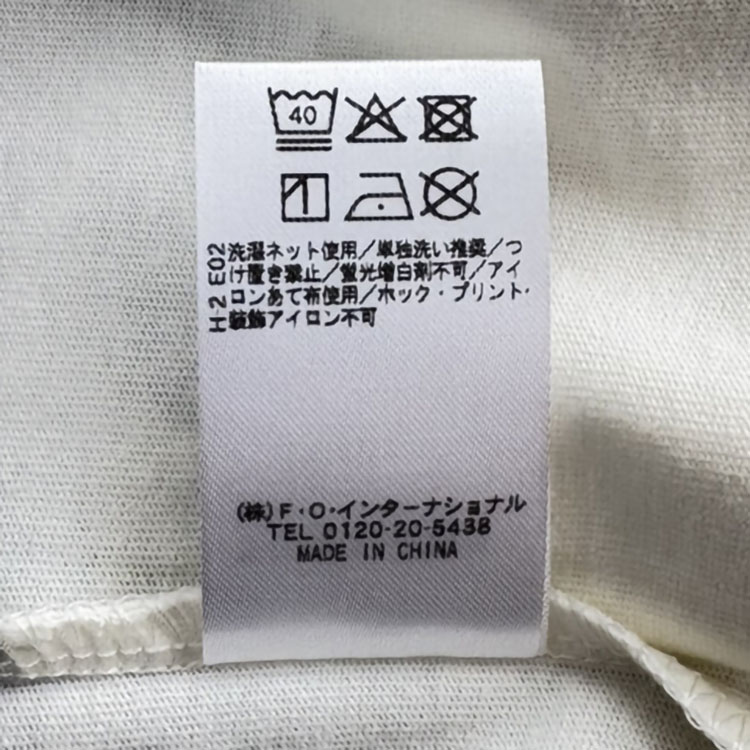 40
洗濯ネット使用/単独洗い推奨/つ
け置き禁止/蛍光増白剤不可/アイ
ロンあて布使用/ホック・プリント・
装飾アイロン不可
H-2 E02
(株)F・O・インターナショナル
TEL 0120-20-5438
MADE IN CHINA